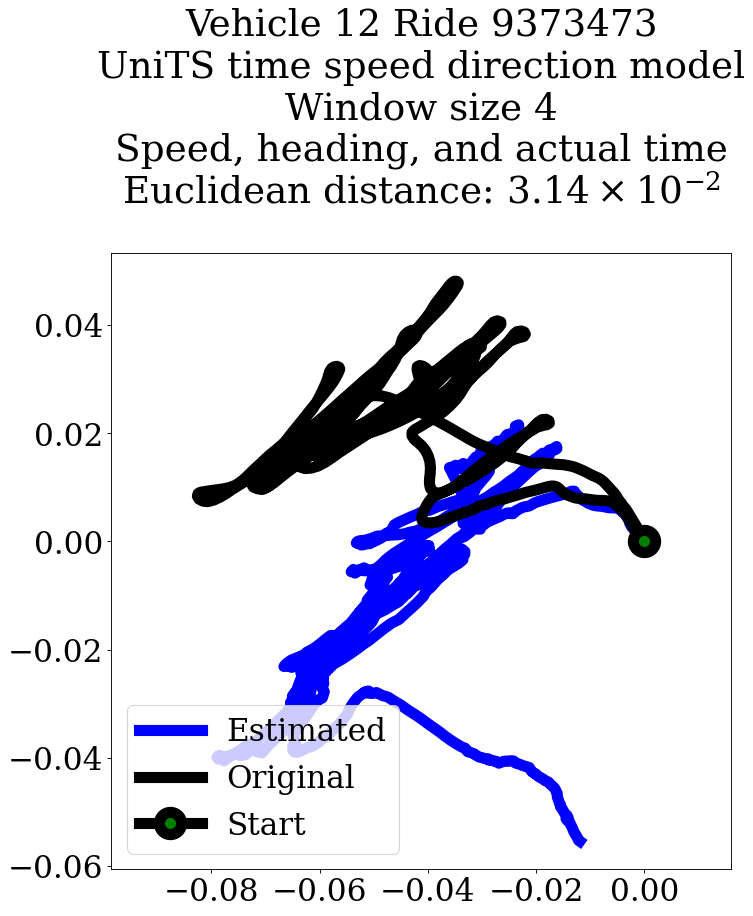 Vehicle 12 Ride 9373473
UniTS time speed direction model
Window size 4
Speed, heading, and actual time
Euclidean distance: 3.14 × 10⁻²
0.04
0.02
0.00
−0.02
−0.04
−0.06
Estimated
Original
Start
−0.08 −0.06 −0.04 −0.02 0.00